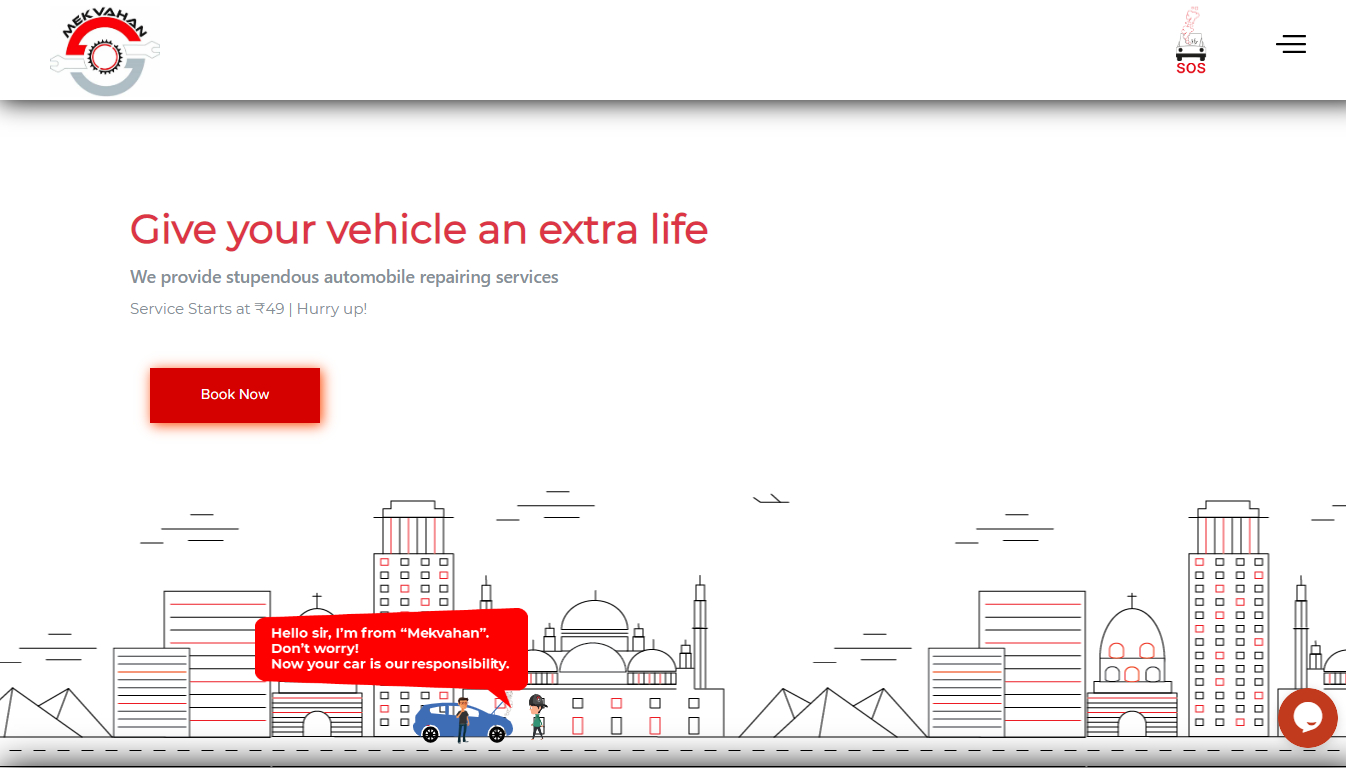 MEKVAHAN
SOS
Give your vehicle an extra life
We provide stupendous automobile repairing services
Service Starts at ₹49 | Hurry up!
Book Now
Hello sir, I’m from “Mekvahan”.
Don’t worry!
Now your car is our responsibility.